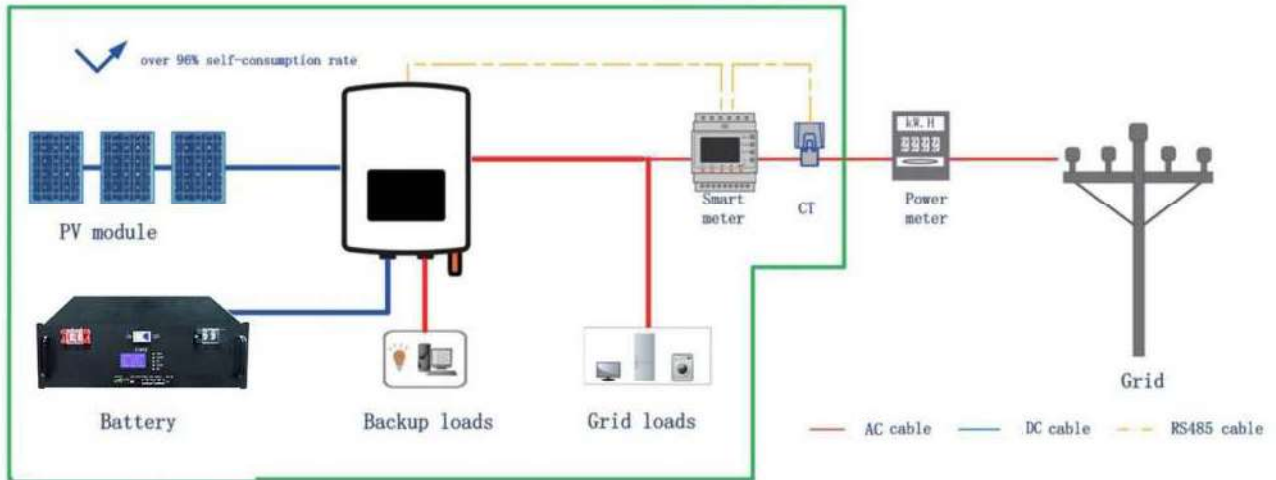 over 96% self-consumption rate
kW.H
Smart
meter
CT
Power
meter
PV module
Battery
Backup loads
Grid loads
Grid
AC cable
DC cable
RS485 cable